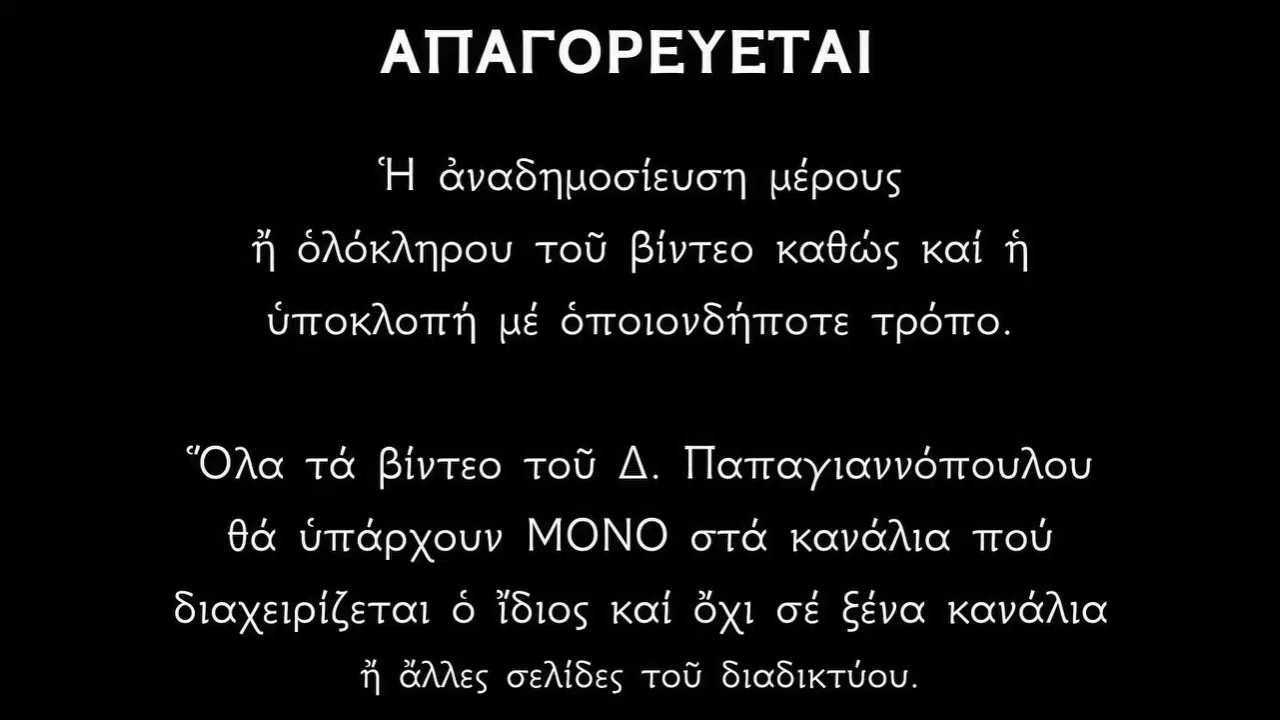 ΑΠΑΓΟΡΕΥΕΤΑΙ
Ἡ ἀναδημοσίευση μέρους
ἤ ὁλόκληρου τοῦ βίντεο καθώς καί ἡ
ὑποκλοπή μέ ὁποιονδήποτε τρόπο.
Ὅλα τά βίντεο τοῦ Δ. Παπαγιαννόπουλου
θά ὑπάρχουν ΜΟΝΟ στά κανάλια πού
διαχειρίζεται ὁ ἴδιος καί ὄχι σέ ξένα κανάλια
ἤ ἄλλες σελίδες τοῦ διαδικτύου.